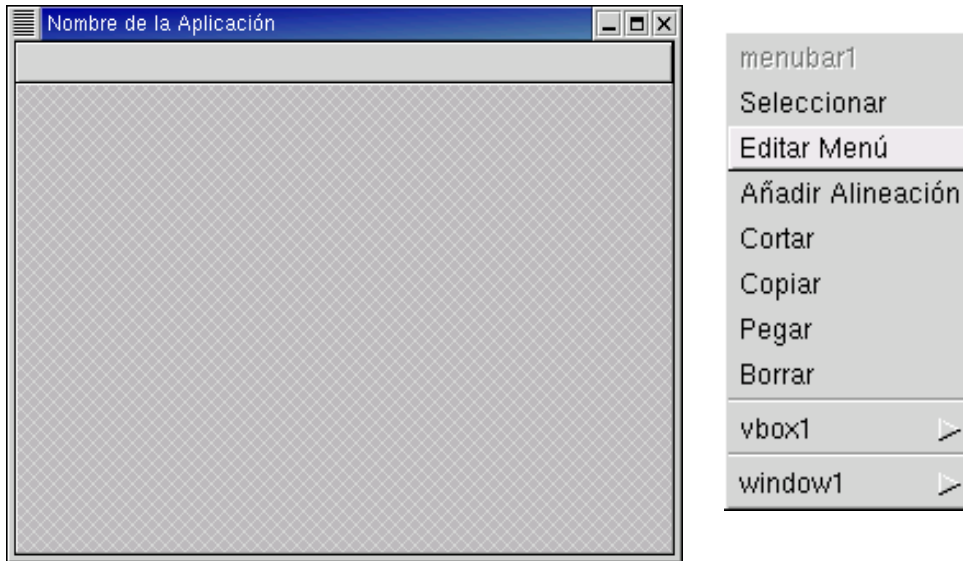 Nombre de la Aplicación
menubar1
Seleccionar
Editar Menú
Añadir Alineación
Cortar
Copiar
Pegar
Borrar
vbox1
window1